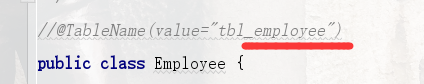 //@TableName(value="tbl_employee")
public class Employee {